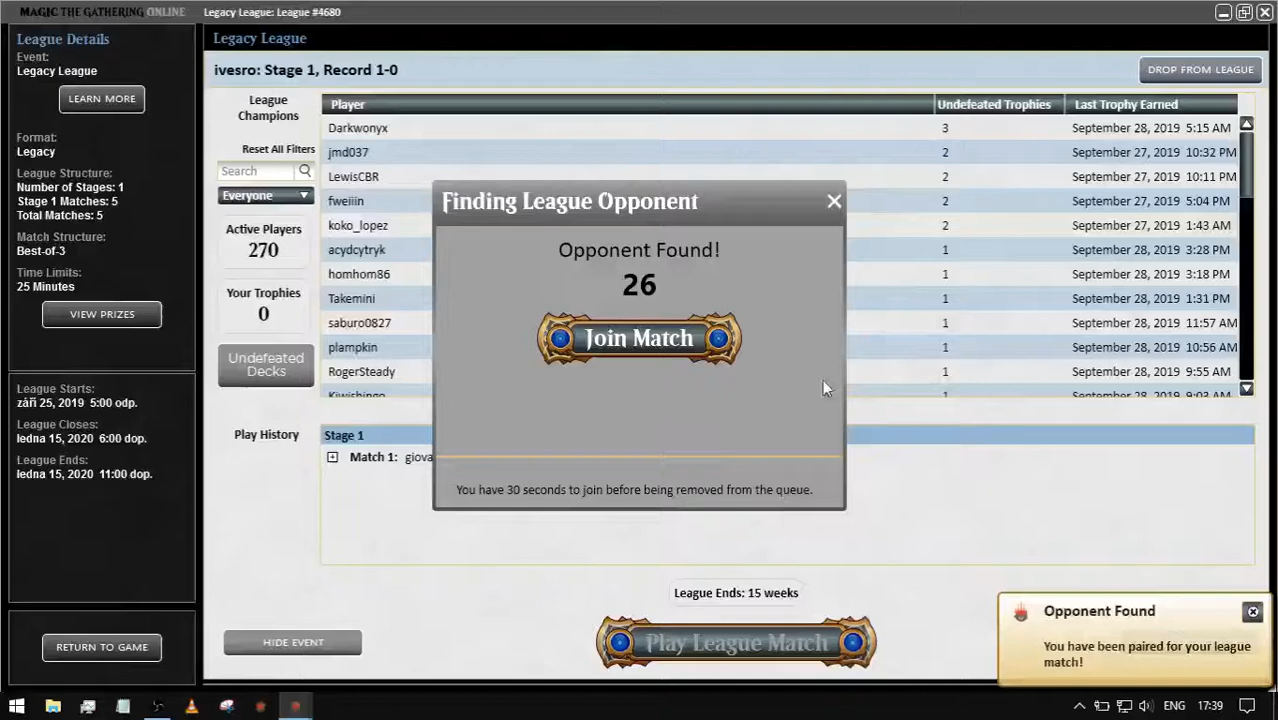 MAGIC THE GATHERING ONLINE
Legacy League: League #4680
League Details
Event:
Legacy League
LEARN MORE
Format:
Legacy
League Structure:
Number of Stages: 1
Stage 1 Matches: 5
Total Matches: 5
Match Structure:
Best-of-3
Time Limits:
25 Minutes
VIEW PRIZES
League Starts:
září 25, 2019 5:00 odp.
League Closes:
ledna 15, 2020 6:00 dop.
League Ends:
ledna 15, 2020 11:00 dop.
RETURN TO GAME
Legacy League
ivesro: Stage 1, Record 1-0
DROP FROM LEAGUE
League
Champions
Reset All Filters
Search
Everyone
Active Players
270
Your Trophies
0
Undefeated
Decks
Player Undefeated Trophies Last Trophy Earned
Darkwonyx 3 September 28, 2019 5:15 AM
jmd037 2 September 27, 2019 10:32 PM
LewisCBR 2 September 27, 2019 10:11 PM
fweiiin 2 September 27, 2019 5:04 PM
koko_lopez 2 September 27, 2019 1:43 AM
acydcytryk 1 September 28, 2019 3:28 PM
homhom86 1 September 28, 2019 3:18 PM
Takemini 1 September 28, 2019 1:31 PM
saburo0827 1 September 28, 2019 11:57 AM
plampkin 1 September 28, 2019 10:56 AM
RogerSteady 1 September 28, 2019 9:55 AM
Kiwishingo 1 September 28, 2019 9:03 AM
Finding League Opponent
Opponent Found!
26
Join Match
You have 30 seconds to join before being removed from the queue.
Play History
Stage 1
Match 1: giova
League Ends: 15 weeks
HIDE EVENT
Play League Match
Opponent Found
You have been paired for your league
match!
ENG
17:39